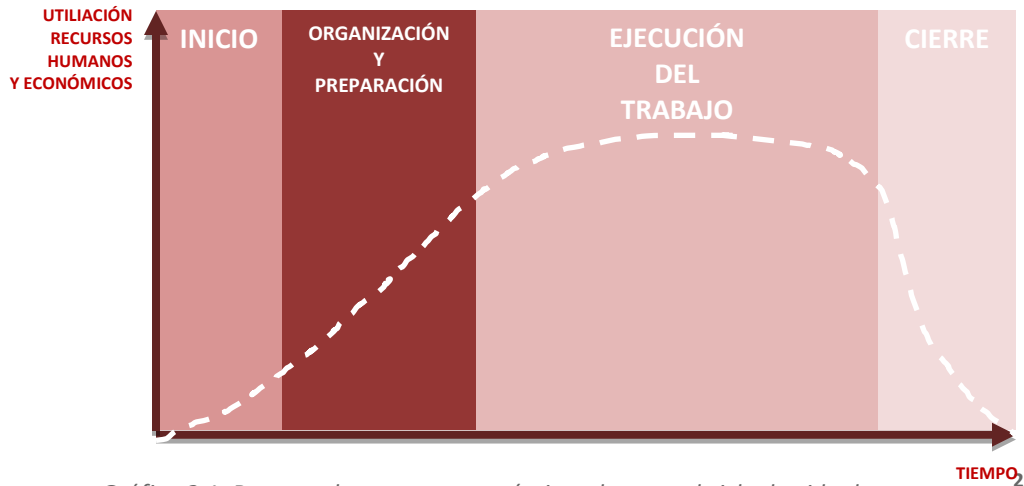 UTILIACIÓN
RECURSOS
HUMANOS
Y ECONÓMICOS
INICIO
ORGANIZACIÓN
Y
PREPARACIÓN
EJECUCIÓN
DEL
TRABAJO
CIERRE
TIEMPO
2